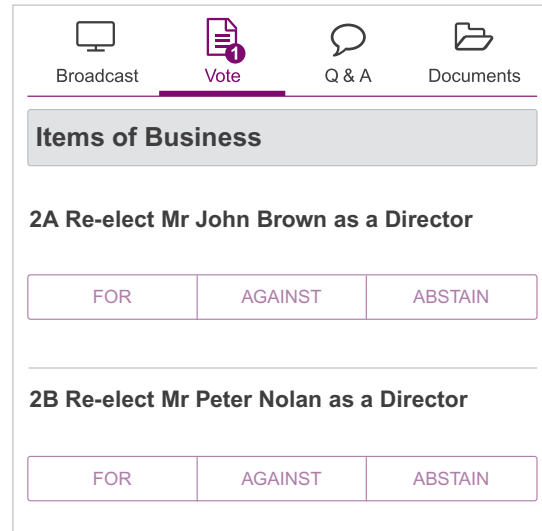 1
Broadcast Vote Q & A Documents
Items of Business
2A Re-elect Mr John Brown as a Director
FOR AGAINST ABSTAIN
2B Re-elect Mr Peter Nolan as a Director
FOR AGAINST ABSTAIN